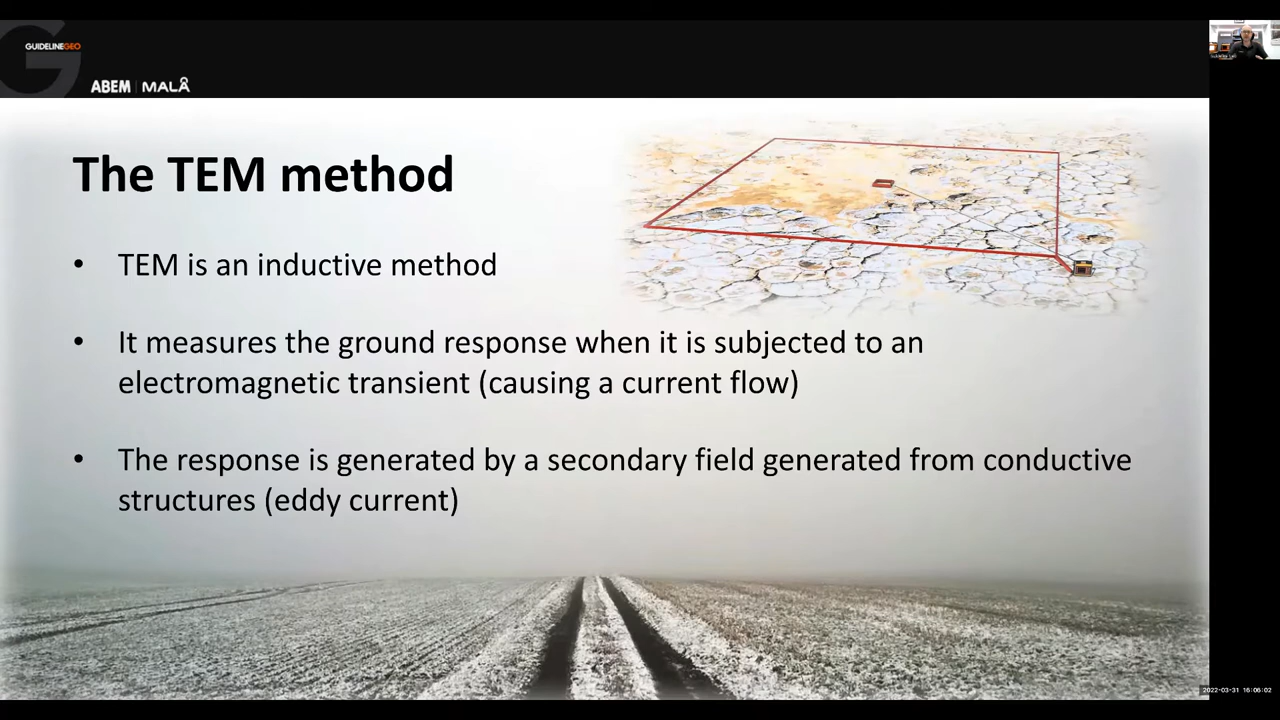 GUIDELINEGEO
ABEM | MALÅ
The TEM method
• TEM is an inductive method
• It measures the ground response when it is subjected to an
electromagnetic transient (causing a current flow)
• The response is generated by a secondary field generated from conductive
structures (eddy current)
2022-03-31 16:06:02